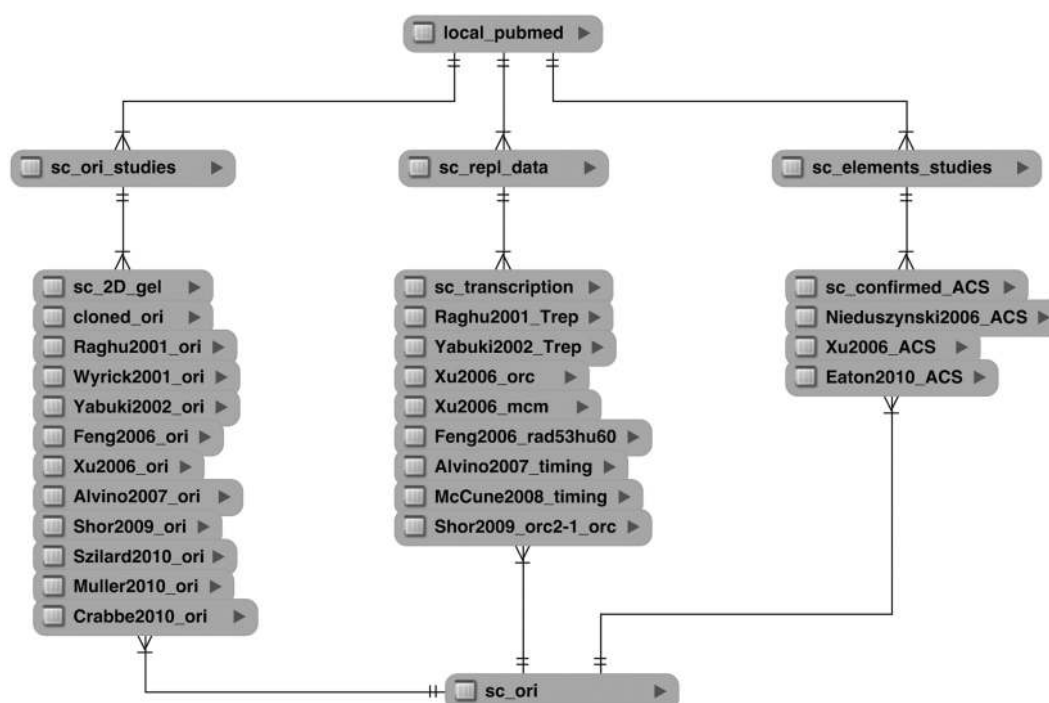 local_pubmed
sc_ori_studies
sc_repl_data
sc_elements_studies
sc_2D_gel
cloned_ori
Raghu2001_ori
Wyrick2001_ori
Yabuki2002_ori
Feng2006_ori
Xu2006_ori
Alvino2007_ori
Shor2009_ori
Szilard2010_ori
Muller2010_ori
Crabbe2010_ori
sc_transcription
Raghu2001_Trep
Yabuki2002_Trep
Xu2006_orc
Xu2006_mcm
Feng2006_rad53hu60
Alvino2007_timing
McCune2008_timing
Shor2009_orc2-1_orc
sc_confirmed_ACS
Nieduszynski2006_ACS
Xu2006_ACS
Eaton2010_ACS
sc_ori